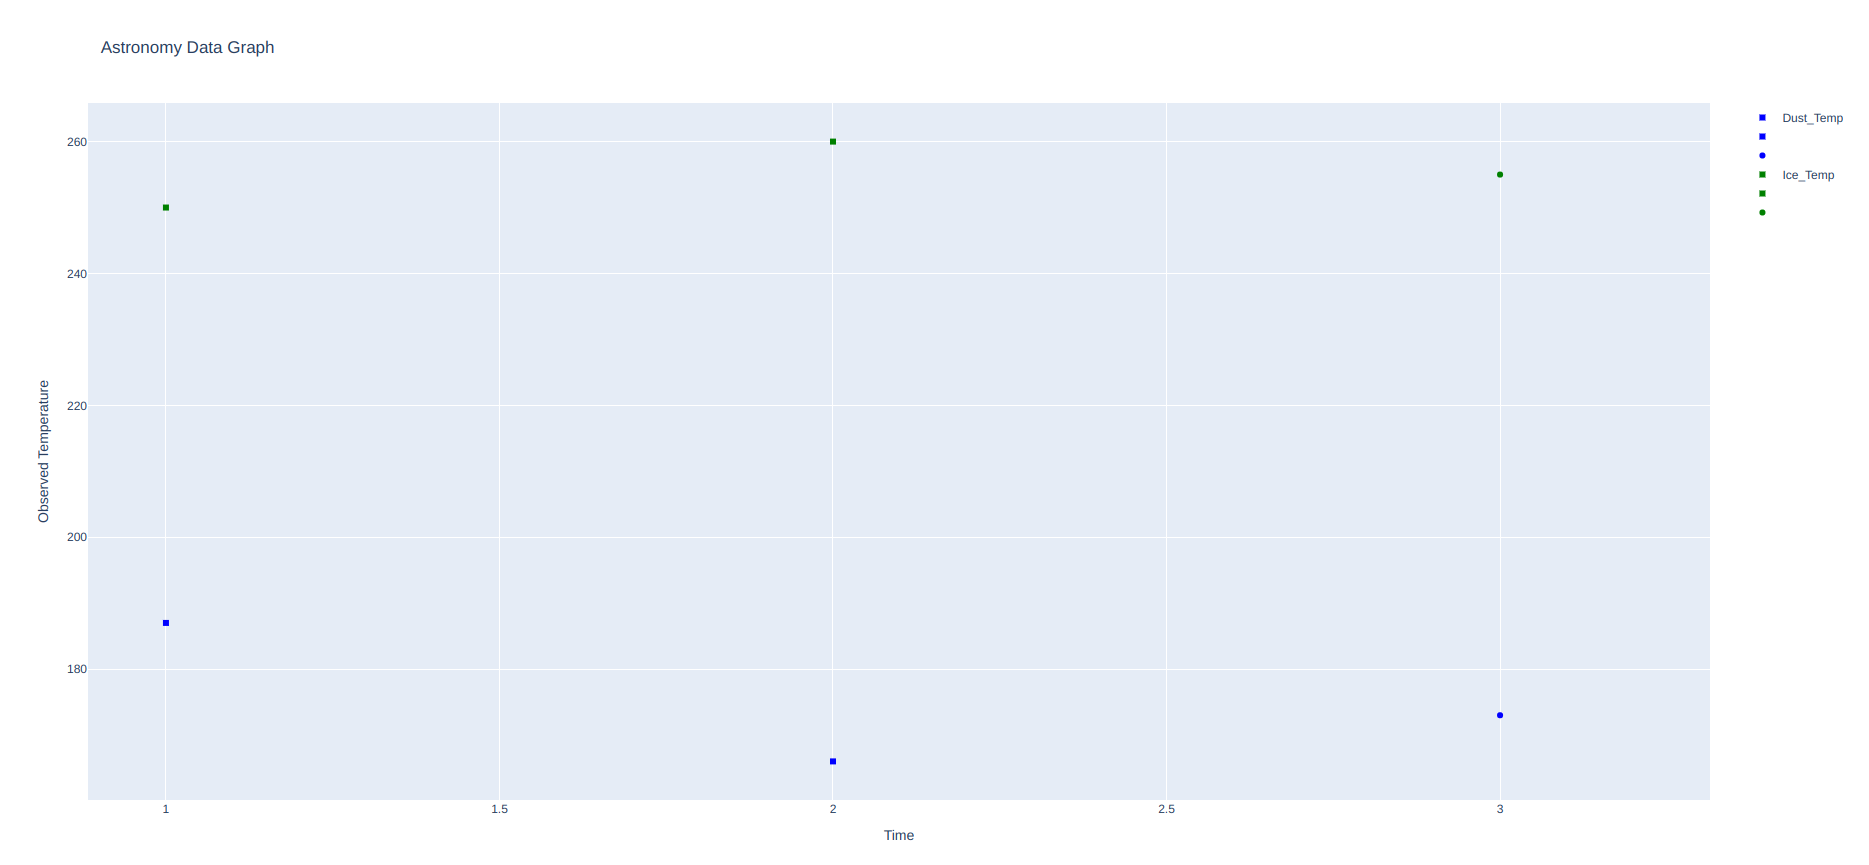 Astronomy Data Graph
Dust_Temp
Ice_Temp
260
240
220
200
180
Observed Temperature
1 1.5 2 2.5 3
Time